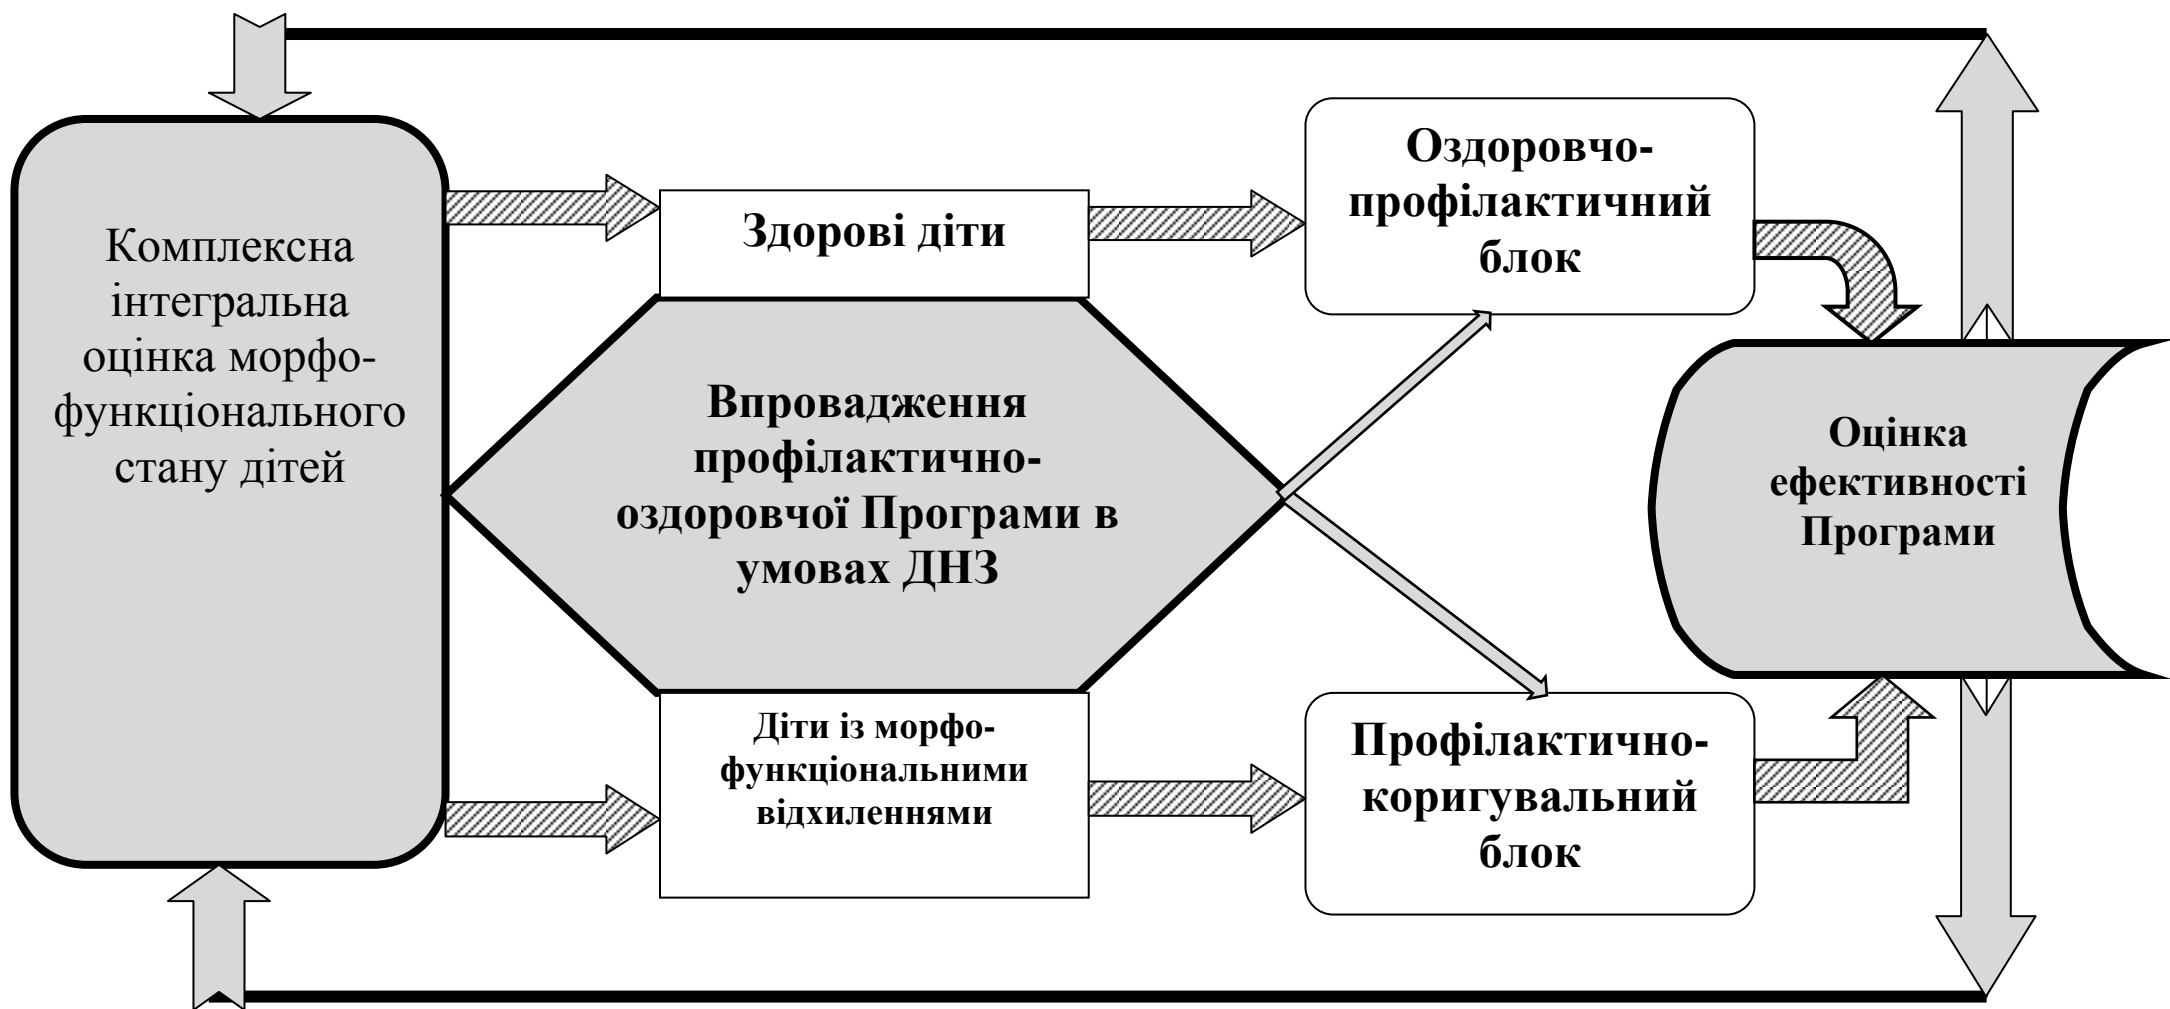 Комплексна
інтегральна
оцінка морфо-
функціонального
стану дітей
Здорові діти
Впровадження
профілактично-
оздоровчої Програми в
умовах ДНЗ
Діти із морфо-
функціональними
відхиленнями
Оздоровчо-
профілактичний
блок
Профілактично-
коригувальний
блок
Оцінка
ефективності
Програми